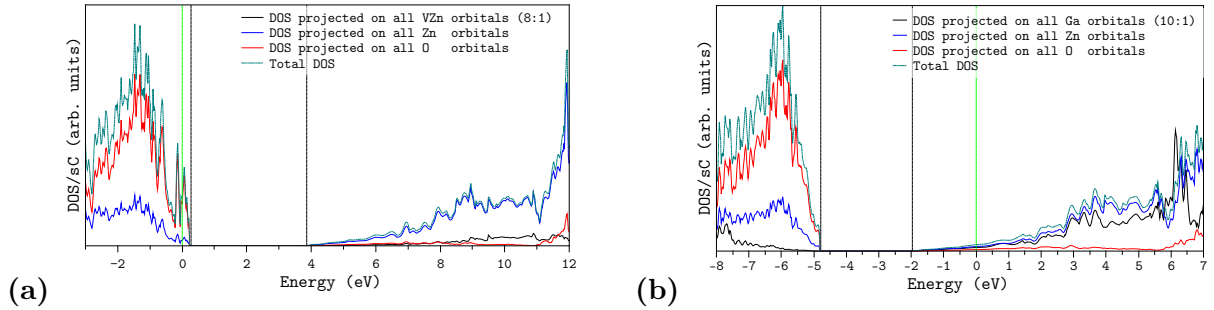 DOS projected on all VZn orbitals (8:1)
DOS projected on all Zn orbitals
DOS projected on all O orbitals
Total DOS
DOS/sC (arb. units)
−2 0 2 4 6 8 10 12
Energy (eV)
(a)
DOS projected on all Ga orbitals (10:1)
DOS projected on all Zn orbitals
DOS projected on all O orbitals
Total DOS
DOS/sC (arb. units)
−8 −7 −6 −5 −4 −3 −2 −1 0 1 2 3 4 5 6 7
Energy (eV)
(b)